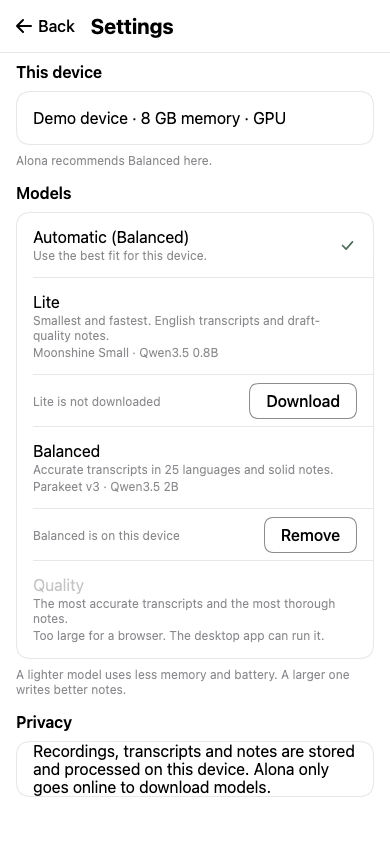 Back Settings
This device
Demo device · 8 GB memory · GPU
Alona recommends Balanced here.
Models
Automatic (Balanced)
Use the best fit for this device.
Lite
Smallest and fastest. English transcripts and draft-
quality notes.
Moonshine Small · Qwen3.5 0.8B
Lite is not downloaded Download
Balanced
Accurate transcripts in 25 languages and solid notes.
Parakeet v3 · Qwen3.5 2B
Balanced is on this device Remove
Quality
The most accurate transcripts and the most thorough
notes.
Too large for a browser. The desktop app can run it.
A lighter model uses less memory and battery. A larger one
writes better notes.
Privacy
Recordings, transcripts and notes are stored
and processed on this device. Alona only
goes online to download models.